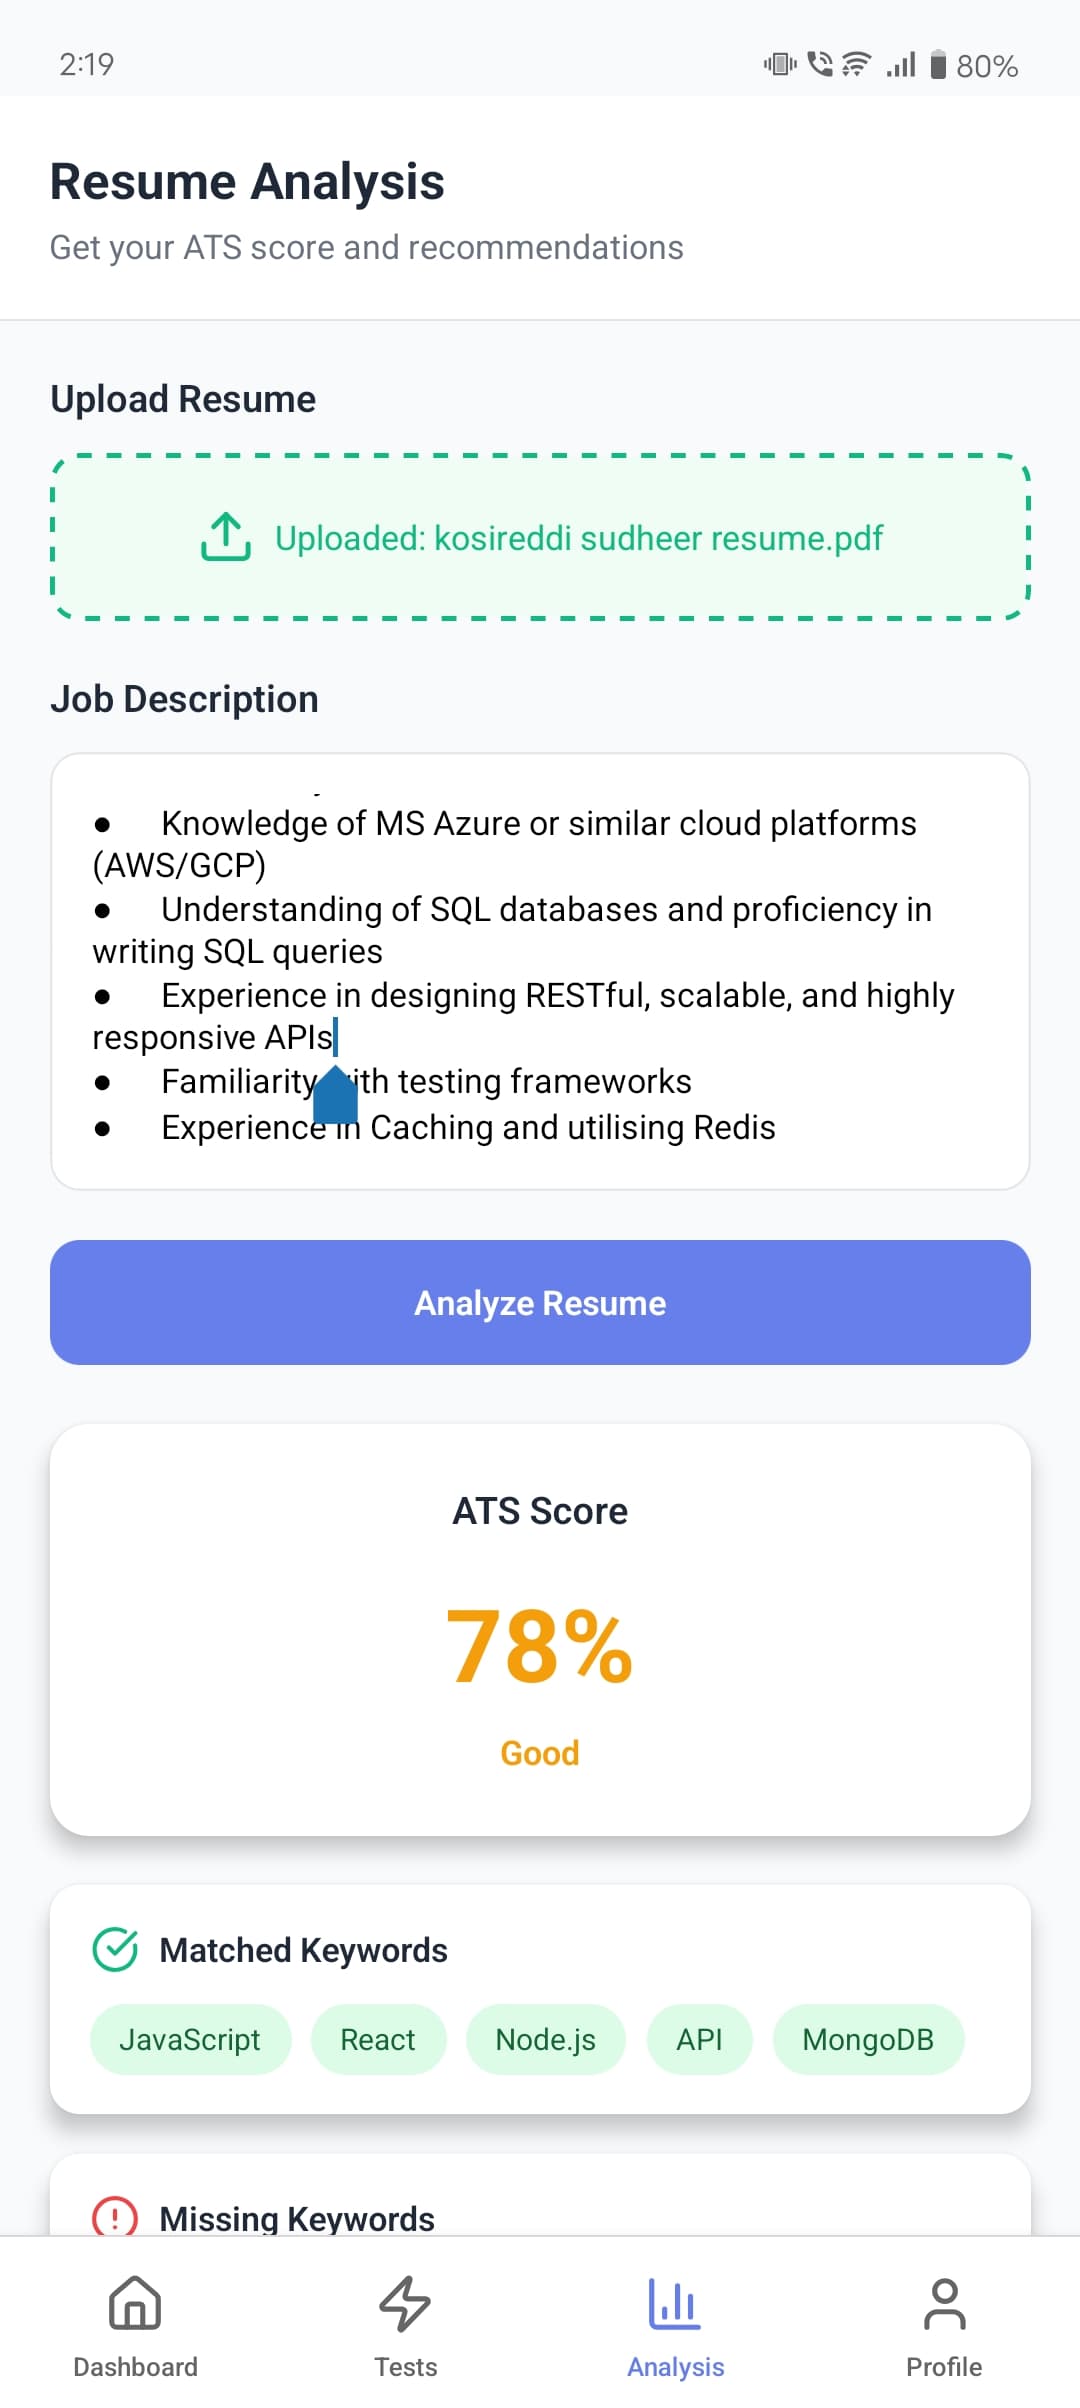 2:19
80%
Resume Analysis
Get your ATS score and recommendations
Upload Resume
Uploaded: kosireddi sudheer resume.pdf
Job Description
● Knowledge of MS Azure or similar cloud platforms
(AWS/GCP)
● Understanding of SQL databases and proficiency in
writing SQL queries
● Experience in designing RESTful, scalable, and highly
responsive APIs
● Familiarity with testing frameworks
● Experience in Caching and utilising Redis
Analyze Resume
ATS Score
78%
Good
Matched Keywords
JavaScript React Node.js API MongoDB
Missing Keywords
Dashboard Tests Analysis Profile